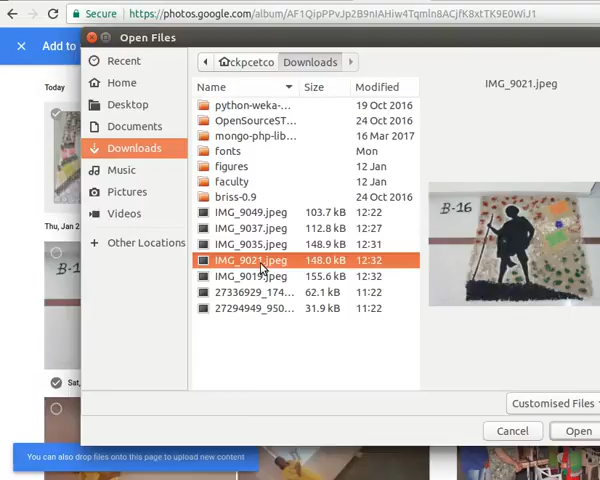 Secure https://photos.google.com/album/AF1QipPPvJp2B9nIAHiw4Tqmln8ACjfK8xtTK9E0WiJ1
Open Files
Add to
Today
Thu, Jan 2
B-1
Sat,
Recent
Home
Desktop
Documents
Downloads
Music
Pictures
Videos
Other Locations
ckpcetco Downloads
Name Size Modified
python-weka-... 19 Oct 2016
OpenSourceST... 24 Oct 2016
mongo-php-lib... 16 Mar 2017
fonts Mon
figures 12 Jan
faculty 12 Jan
briss-0.9 24 Oct 2016
IMG_9049.jpeg 103.7 kB 12:22
IMG_9037.jpeg 112.8 kB 12:27
IMG_9035.jpeg 148.9 kB 12:31
IMG_9021.jpeg 148.0 kB 12:32
IMG_9019.jpeg 155.6 kB 12:32
27336929_174... 62.1 kB 11:22
27294949_950... 31.9 kB 11:22
IMG_9021.jpeg
B-16
Customised Files
Cancel
Open
You can also drop files onto this page to upload new content